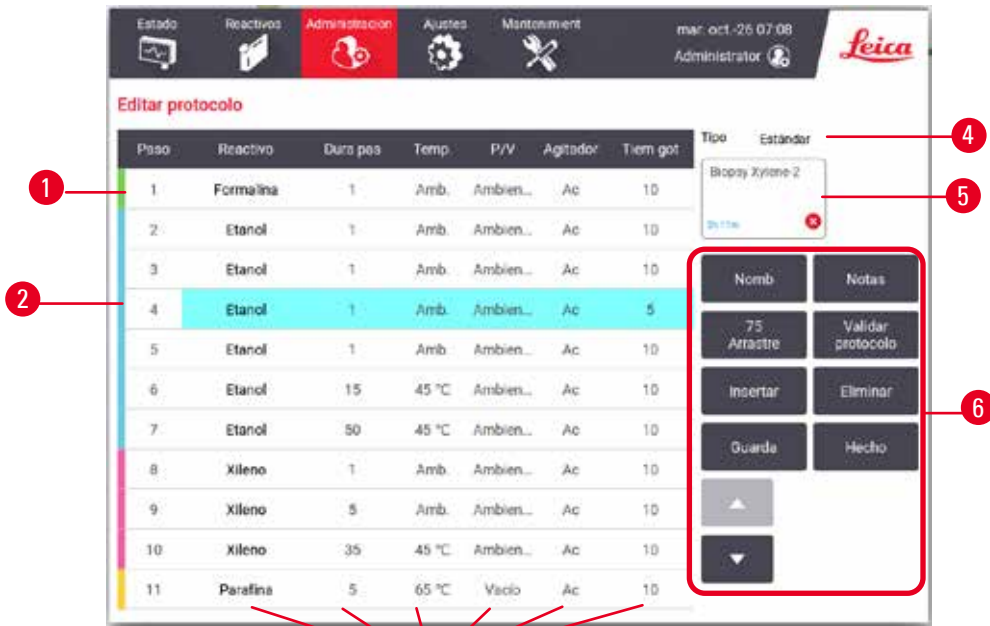 Estado Reactivos Administracion Ajustes Mantenimient mar. oct.-26 07:08
Administrator Leica
Editar protocolo
Paso Reactivo Dura pas Temp. P/V Agitador Tiem got
1 Formalina 1 Amb. Ambien... Ac 10
2 Etanol 1 Amb. Ambien... Ac 10
3 Etanol 1 Amb. Ambien... Ac 10
4 Etanol 1 Amb. Ambien... Ac 5
5 Etanol 1 Amb. Ambien... Ac 10
6 Etanol 15 45 °C Ambien... Ac 10
7 Etanol 50 45 °C Ambien... Ac 10
8 Xileno 1 Amb. Ambien... Ac 10
9 Xileno 5 Amb. Ambien... Ac 10
10 Xileno 35 45 °C Ambien... Ac 10
11 Parafina 5 65 °C Vacío Ac 10
Tipo Estándar
Biopsy Xylene-2
Nomb Notas
75
Arrastre
Validar
protocolo
Insertar Eliminar
Guarda Hecho
1
2
4
5
6